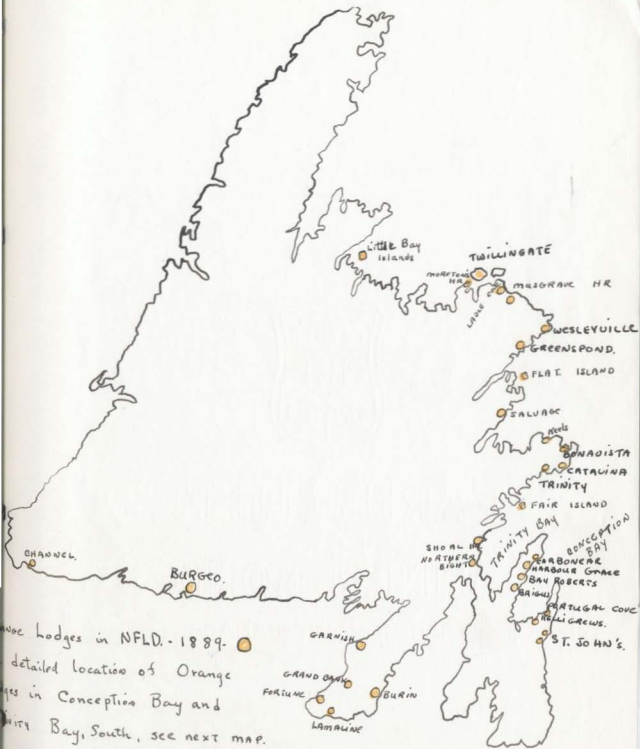 Little Bay
Islands
TWILLINGATE
MORETON'S
HR
MUSGRAVE HR
WESLEYVILLE
GREENSPOND.
FLAT ISLAND
SALVAGE
Keels
BONAVISTA
CATALINA
TRINITY
FAIR ISLAND
TRINITY BAY
CONCEPTION
BAY
SHOAL HR
NORTHERN
BIGHT
CARBONEAR
HARBOUR GRACE
BAY ROBERTS
BRIGUS
PORTUGAL COVE
KELLIGREWS.
ST. JOHN'S.
CHANNEL.
BURGEO.
GARNISH
GRAND BANK
FORTUNE
BURIN
LAMALINE
Lodges in NFLD. - 1889.
detailed location of Orange
in Conception Bay and
Bay, South, see next map.